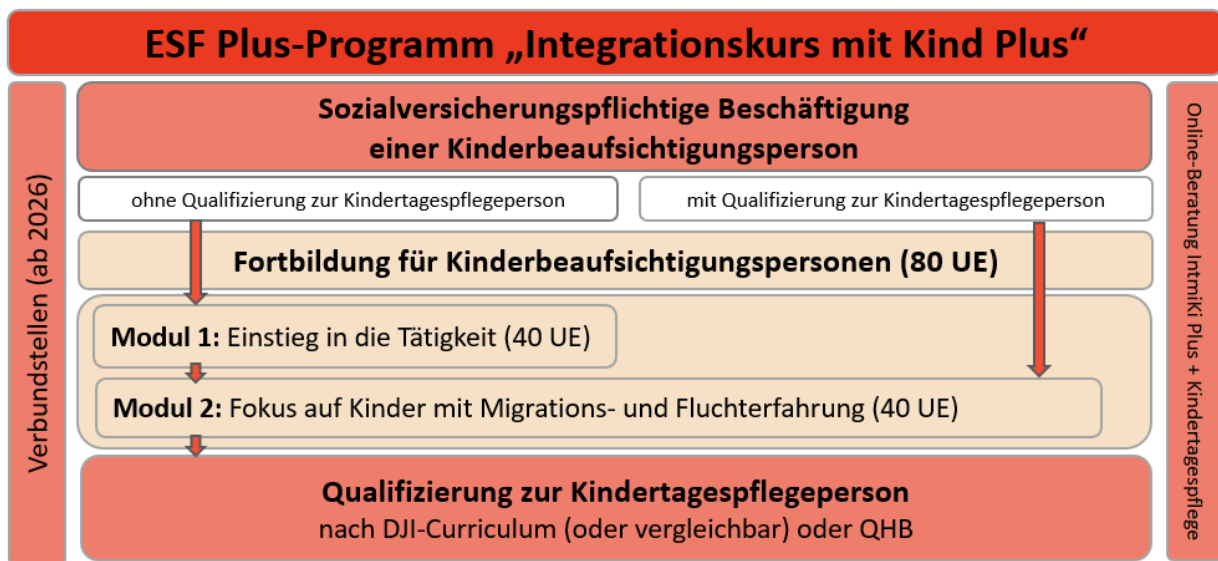 ESF Plus-Programm „Integrationskurs mit Kind Plus“
Verbundstellen (ab 2026)
Sozialversicherungspflichtige Beschäftigung
einer Kinderbeaufsichtigungsperson
ohne Qualifizierung zur Kindertagespflegeperson
mit Qualifizierung zur Kindertagespflegeperson
Fortbildung für Kinderbeaufsichtigungspersonen (80 UE)
Modul 1: Einstieg in die Tätigkeit (40 UE)
Modul 2: Fokus auf Kinder mit Migrations- und Fluchterfahrung (40 UE)
Qualifizierung zur Kindertagespflegeperson
nach DJI-Curriculum (oder vergleichbar) oder QHB
Online-Beratung IntmiKi Plus + Kindertagespflege